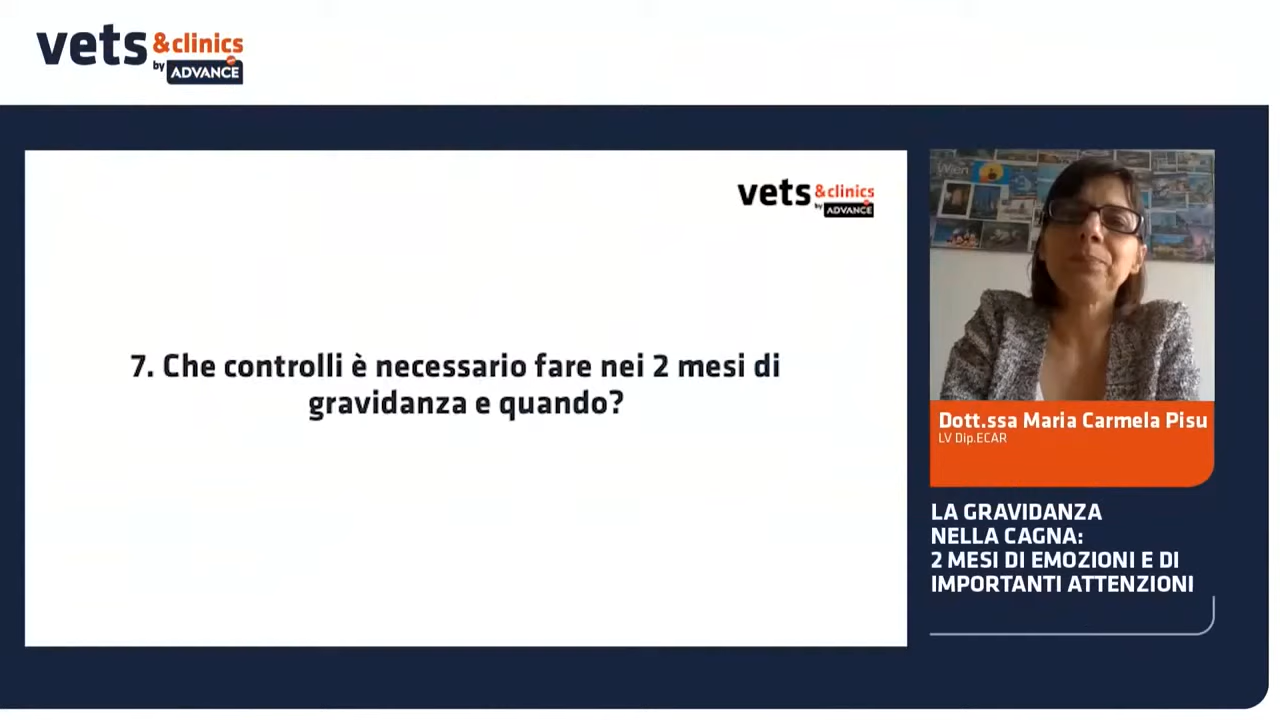 vets &clinics
by ADVANCE
vets &clinics
by ADVANCE
7. Che controlli è necessario fare nei 2 mesi di
gravidanza e quando?
Wien
Dott.ssa Maria Carmela Pisu
LV Dip.ECAR
LA GRAVIDANZA
NELLA CAGNA:
2 MESI DI EMOZIONI E DI
IMPORTANTI ATTENZIONI